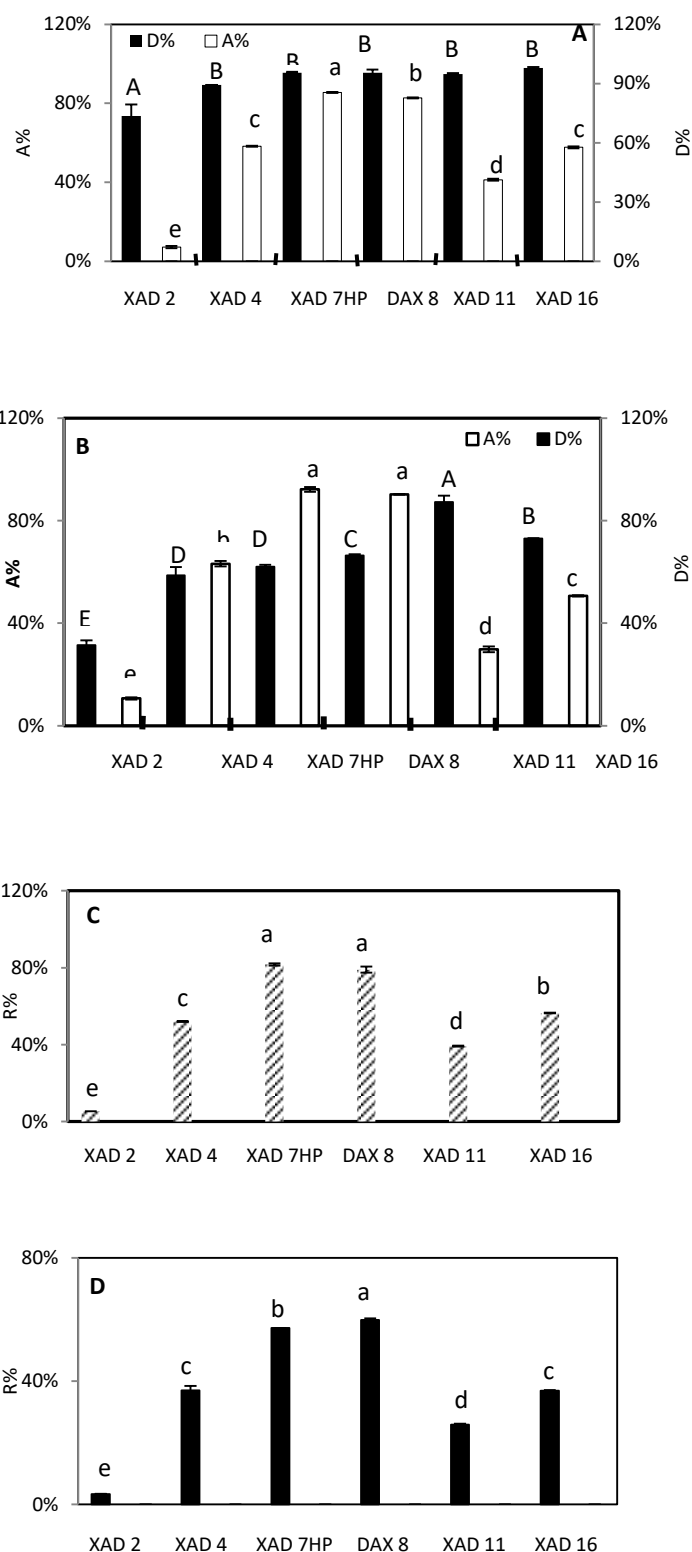 120%
120%
D%
A%
A
B
B
B
B
B
A
a
b
90%
80%
c
c
60%
A%
D%
d
40%
30%
e
0%
0%
XAD 2 XAD 4 XAD 7HP DAX 8 XAD 11 XAD 16
120%
120%
B
A%
D%
a
a
A
80%
80%
B
b
D
D
C
c
A%
D%
E
d
40%
40%
e
0%
0%
XAD 2 XAD 4 XAD 7HP DAX 8 XAD 11 XAD 16
120%
C
a
a
80%
b
c
R%
d
40%
e
0%
XAD 2 XAD 4 XAD 7HP DAX 8 XAD 11 XAD 16
80%
D
a
b
R%
c
c
40%
d
e
0%
XAD 2 XAD 4 XAD 7HP DAX 8 XAD 11 XAD 16